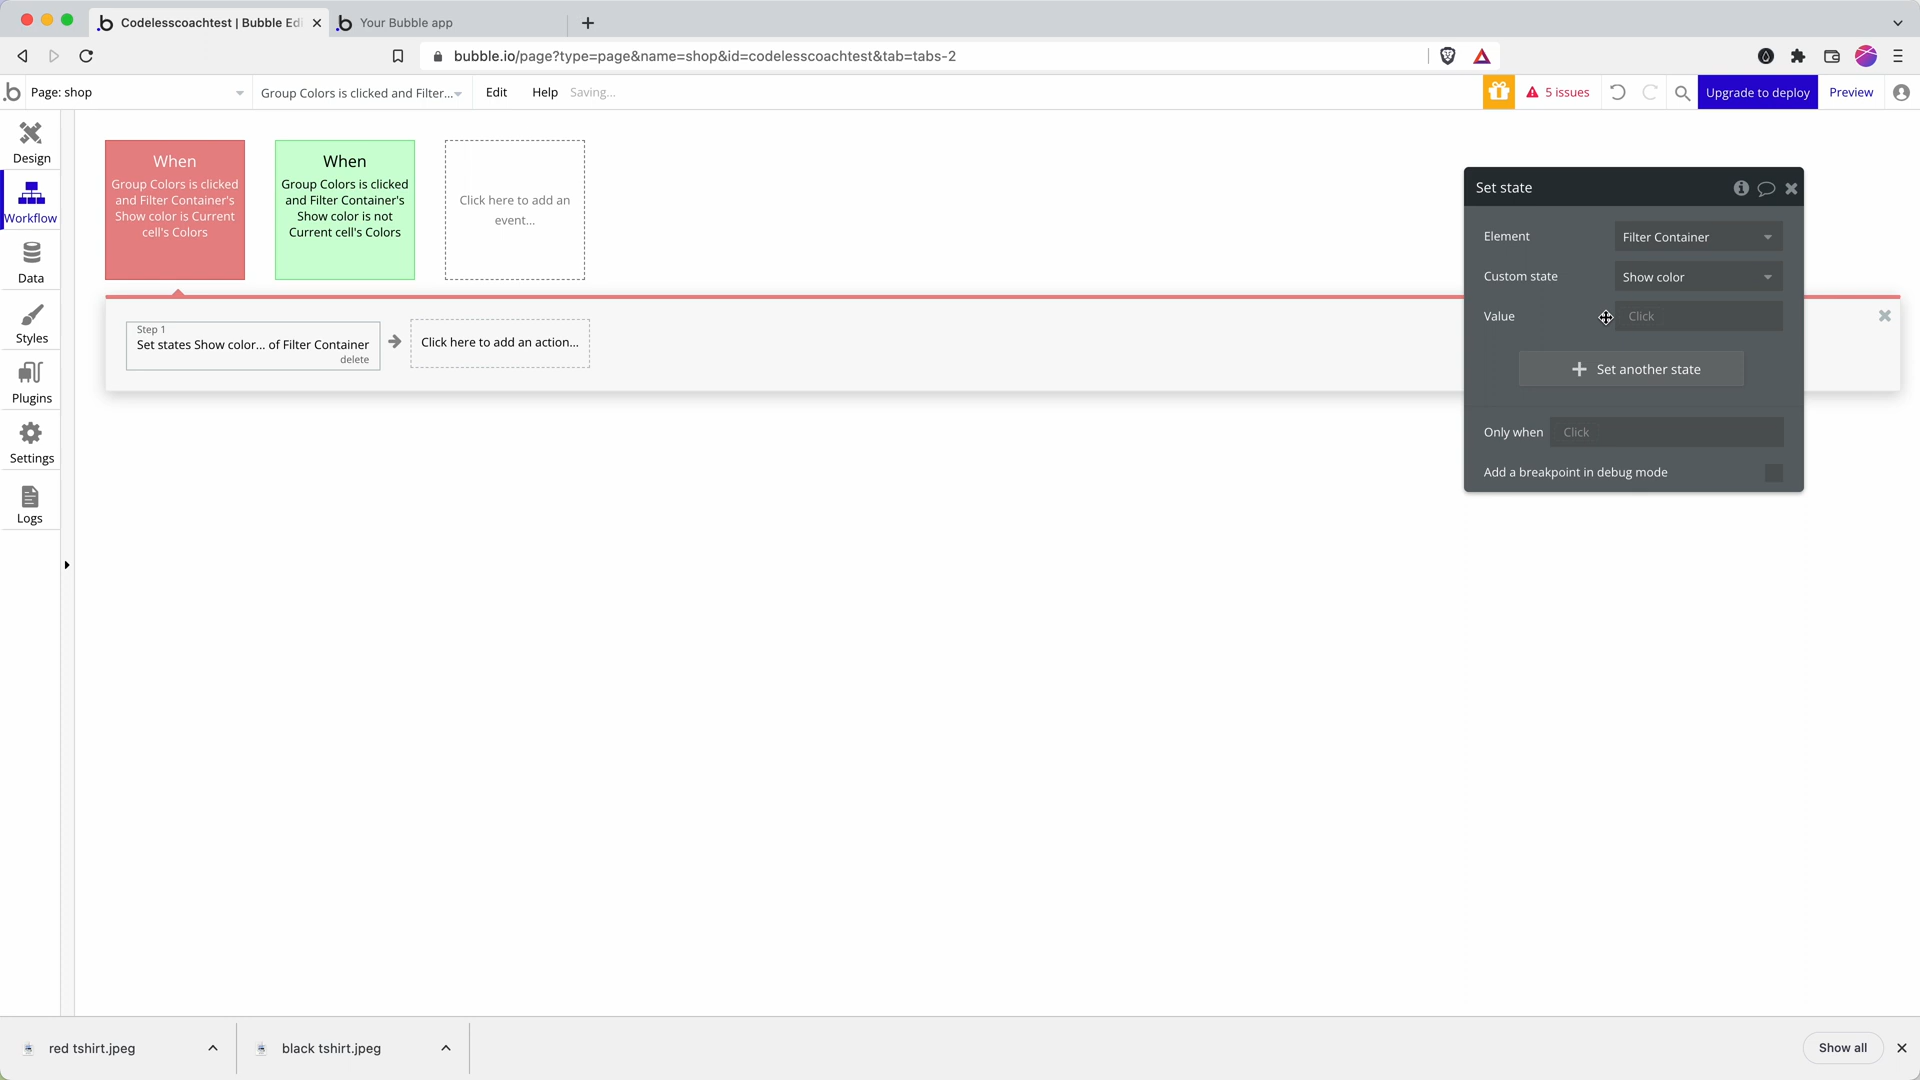 Codelesscoachtest | Bubble Edi
Your Bubble app
bubble.io/page?type=page&name=shop&id=codelesscoachtest&tab=tabs-2
Page: shop
Group Colors is clicked and Filter...
Edit
Help
Saving...
5 issues
Upgrade to deploy
Preview
Design
Workflow
Data
Styles
Plugins
Settings
Logs
When
Group Colors is clicked
and Filter Container's
Show color is Current
cell's Colors
When
Group Colors is clicked
and Filter Container's
Show color is not
Current cell's Colors
Click here to add an
event...
Step 1
Set states Show color... of Filter Container
delete
Click here to add an action...
Set state
Element
Filter Container
Custom state
Show color
Value
Click
Set another state
Only when
Click
Add a breakpoint in debug mode
red tshirt.jpeg
black tshirt.jpeg
Show all